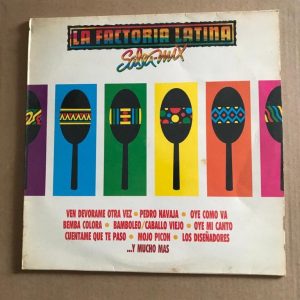 LA FACTORIA LATINA
Salsa-mix
VEN DEVORAME OTRA VEZ • PEDRO NAVAJA • OYE COMO VA
BEMBA COLORA • BAMBOLEO/CABALLO VIEJO • OYE MI CANTO
CUENTAME QUE TE PASO • MOJO PICON • LOS DISEÑADORES
...Y MUCHO MAS